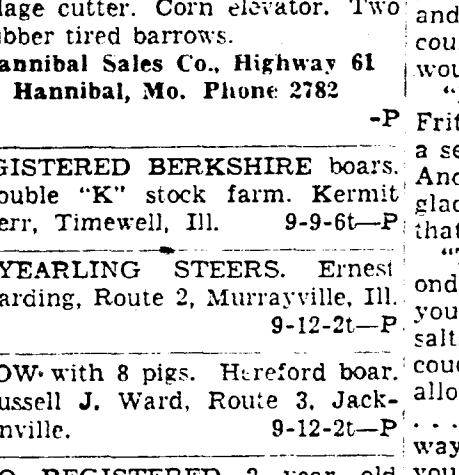 lage cutter. Corn elevator. Two
ubber tired barrows.
annibal Sales Co., Highway 61
Hannibal, Mo. Phone 2782
-P
GISTERED BERKSHIRE boars.
ouble "K" stock farm. Kermit
err, Timewell, Ill. 9-9-6t—P
YEARLING STEERS. Ernest
arding, Route 2, Murrayville, Ill.
9-12-2t—P
OW with 8 pigs. Hereford boar.
ussell J. Ward, Route 3, Jack-
nville. 9-12-2t—P
REGISTERED 2 year old
and
cou
wou
"
Frit
a se
And
glad
that
"T
ond
you
salt
couc
allo
. . .
way
you